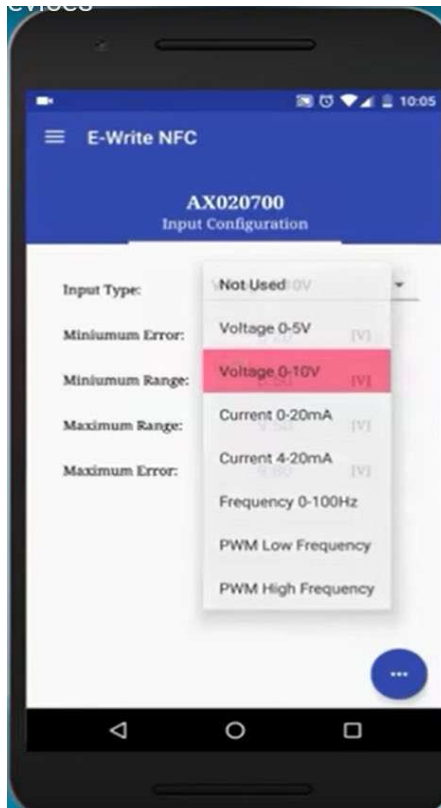 evices
10:05
E-Write NFC
AX020700
Input Configuration
Input Type:
Not Used
Miniumum Error:
Voltage 0-5V
[V]
Miniumum Range:
Voltage 0-10V
[V]
Maximum Range:
Current 0-20mA
[V]
Maximum Error:
Current 4-20mA
[V]
Frequency 0-100Hz
PWM Low Frequency
PWM High Frequency